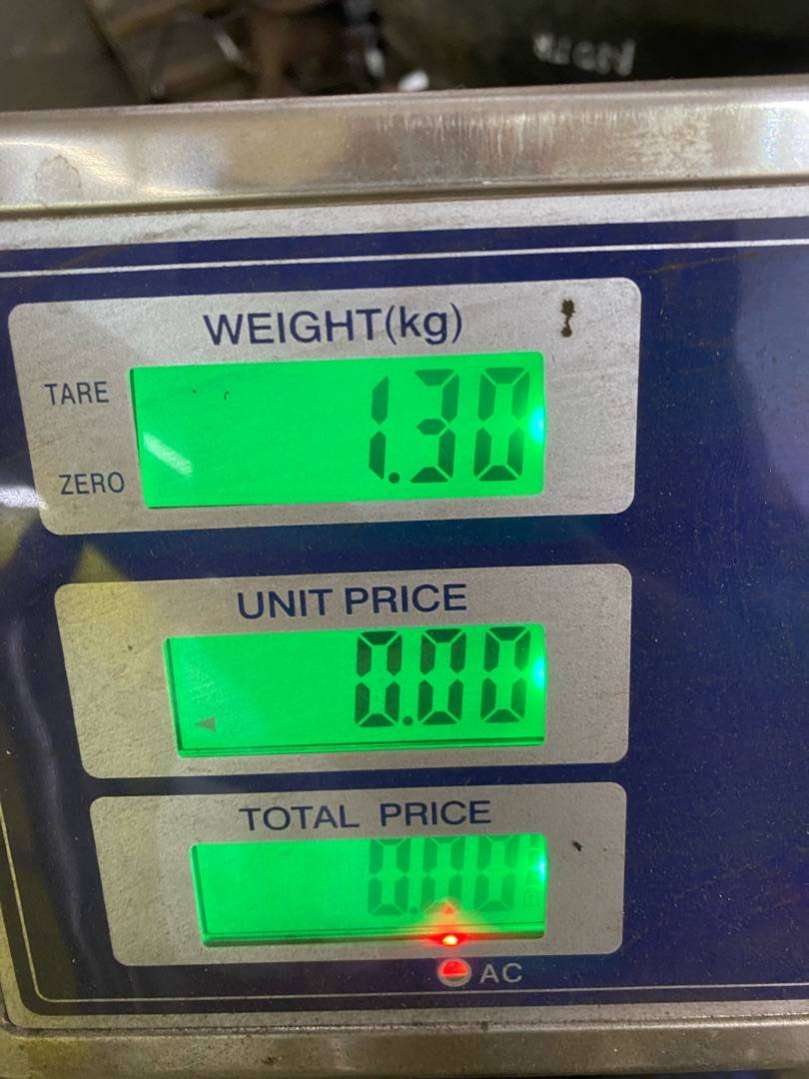 WEIGHT(kg)
TARE
1.30
ZERO
UNIT PRICE
0.00
TOTAL PRICE
0.00
AC